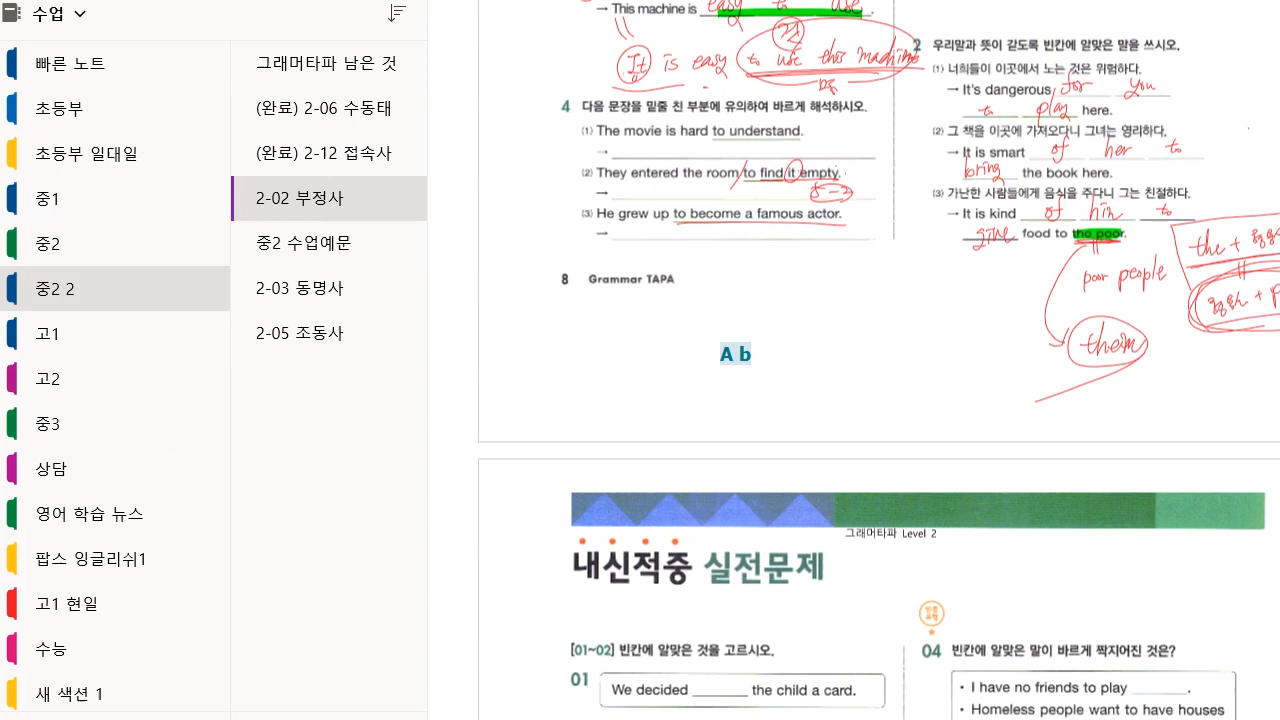 수업
빠른 노트
초등부
초등부 일대일
중1
중2
중2 2
고1
고2
중3
상담
영어 학습 뉴스
팝스 잉글리쉬1
고1 현일
수능
새 섹션 1
그래머타파 남은 것
(완료) 2-06 수동태
(완료) 2-12 접속사
2-02 부정사
중2 수업예문
2-03 동명사
2-05 조동사
→ This machine is easy to use.
It is easy to use this machine
4 다음 문장을 밑줄 친 부분에 유의하여 바르게 해석하시오.
(1) The movie is hard to understand.
→
(2) They entered the room / to find it empty.
→
(3) He grew up to become a famous actor.
→
8 Grammar TAPA
2 우리말과 뜻이 같도록 빈칸에 알맞은 말을 쓰시오.
(1) 너희들이 이곳에서 노는 것은 위험하다.
→ It's dangerous for you
to play here.
(2) 그 책을 이곳에 가져오다니 그녀는 영리하다.
→ It is smart of her to
bring the book here.
(3) 가난한 사람들에게 음식을 주다니 그는 친절하다.
→ It is kind of him to
give food to the poor.
the +
poor people
them
A b
그래머타파 Level 2
내신적중 실전문제
[01~02] 빈칸에 알맞은 것을 고르시오.
01 We decided ______ the child a card.
04 빈칸에 알맞은 말이 바르게 짝지어진 것은?
• I have no friends to play ______.
• Homeless people want to have houses